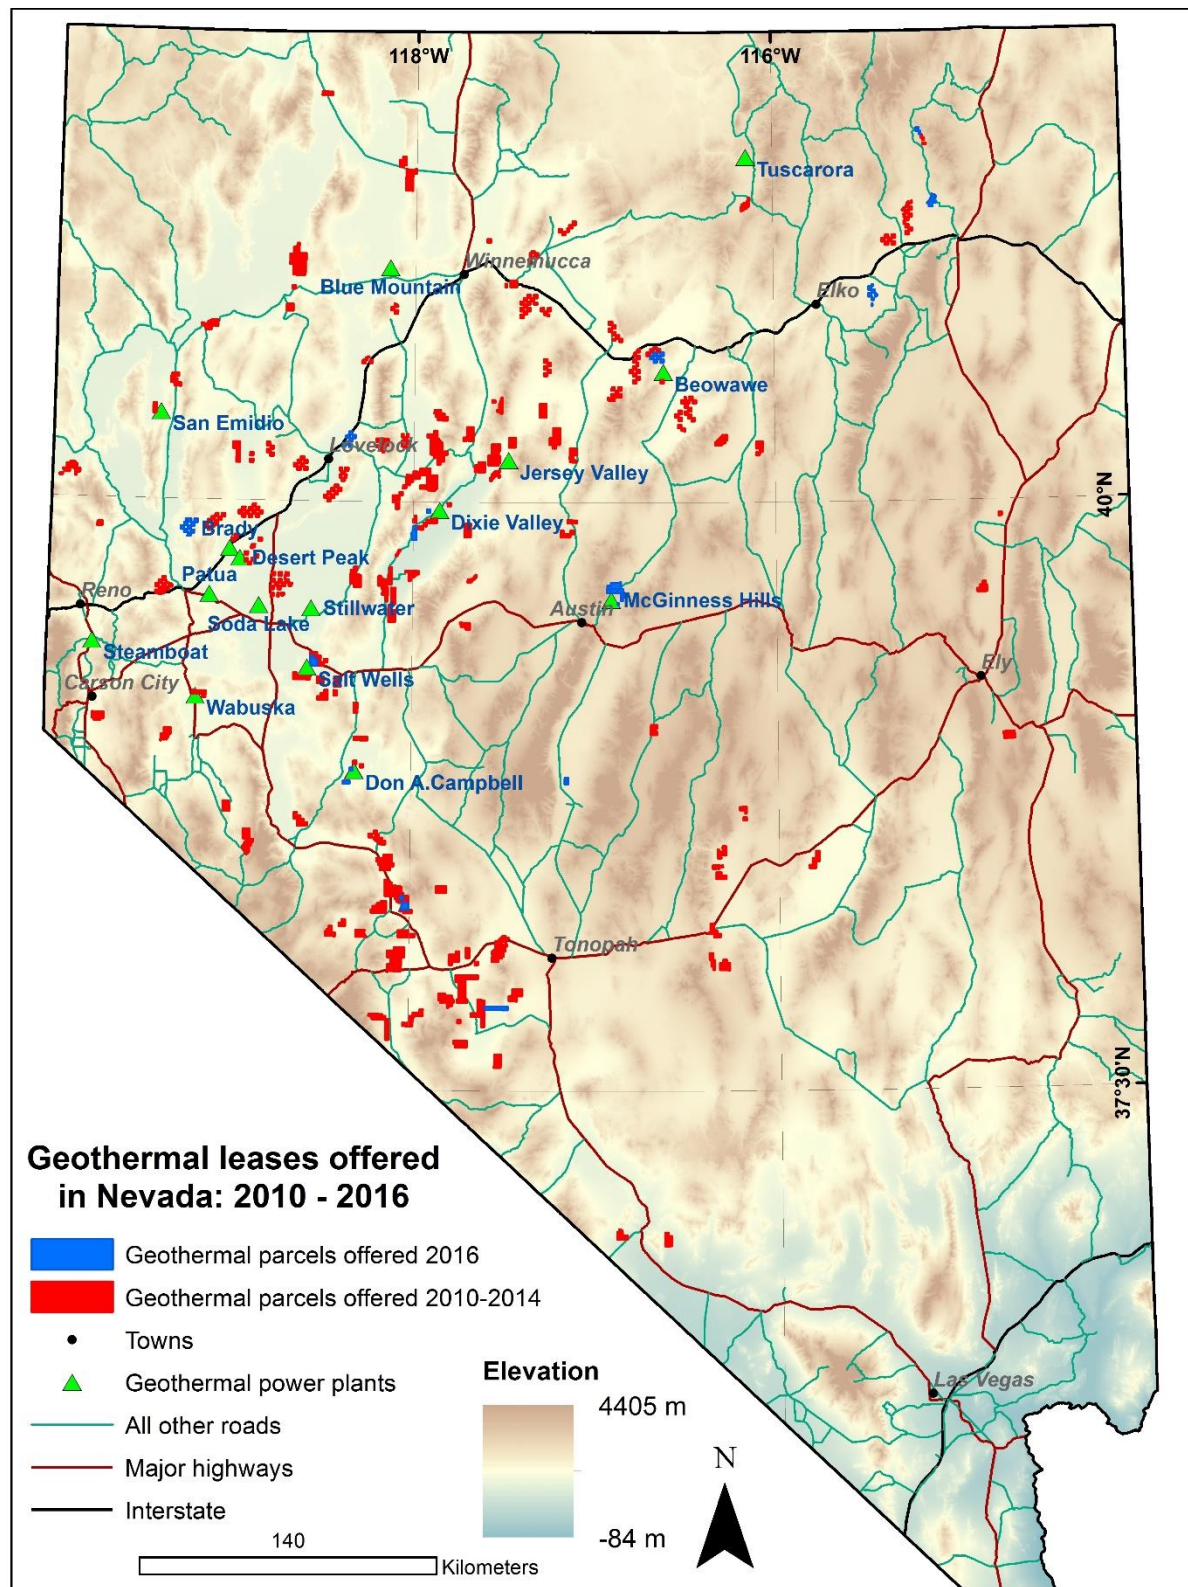 118°W
116°W
Tuscarora
Winnemucca
Blue Mountain
Elko
Beowawe
San Emidio
Lovelock
Jersey Valley
40°N
Dixie Valley
Brady
Desert Peak
Patua
Reno
Soda Lake
Stillwater
Austin
McGinness Hills
Steamboat
Ely
Carson City
Salt Wells
Wabuska
Don A.Campbell
Tonopah
37°30'N
Geothermal leases offered
in Nevada: 2010 - 2016
Geothermal parcels offered 2016
Geothermal parcels offered 2010-2014
Towns
Geothermal power plants
All other roads
Major highways
Interstate
140
Kilometers
Elevation
4405 m
-84 m
N
Las Vegas